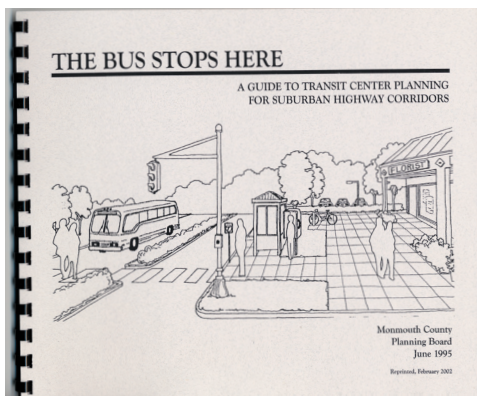 THE BUS STOPS HERE
A GUIDE TO TRANSIT CENTER PLANNING
FOR SUBURBAN HIGHWAY CORRIDORS
FLORIST
Monmouth County
Planning Board
June 1995
Reprinted, February 2002